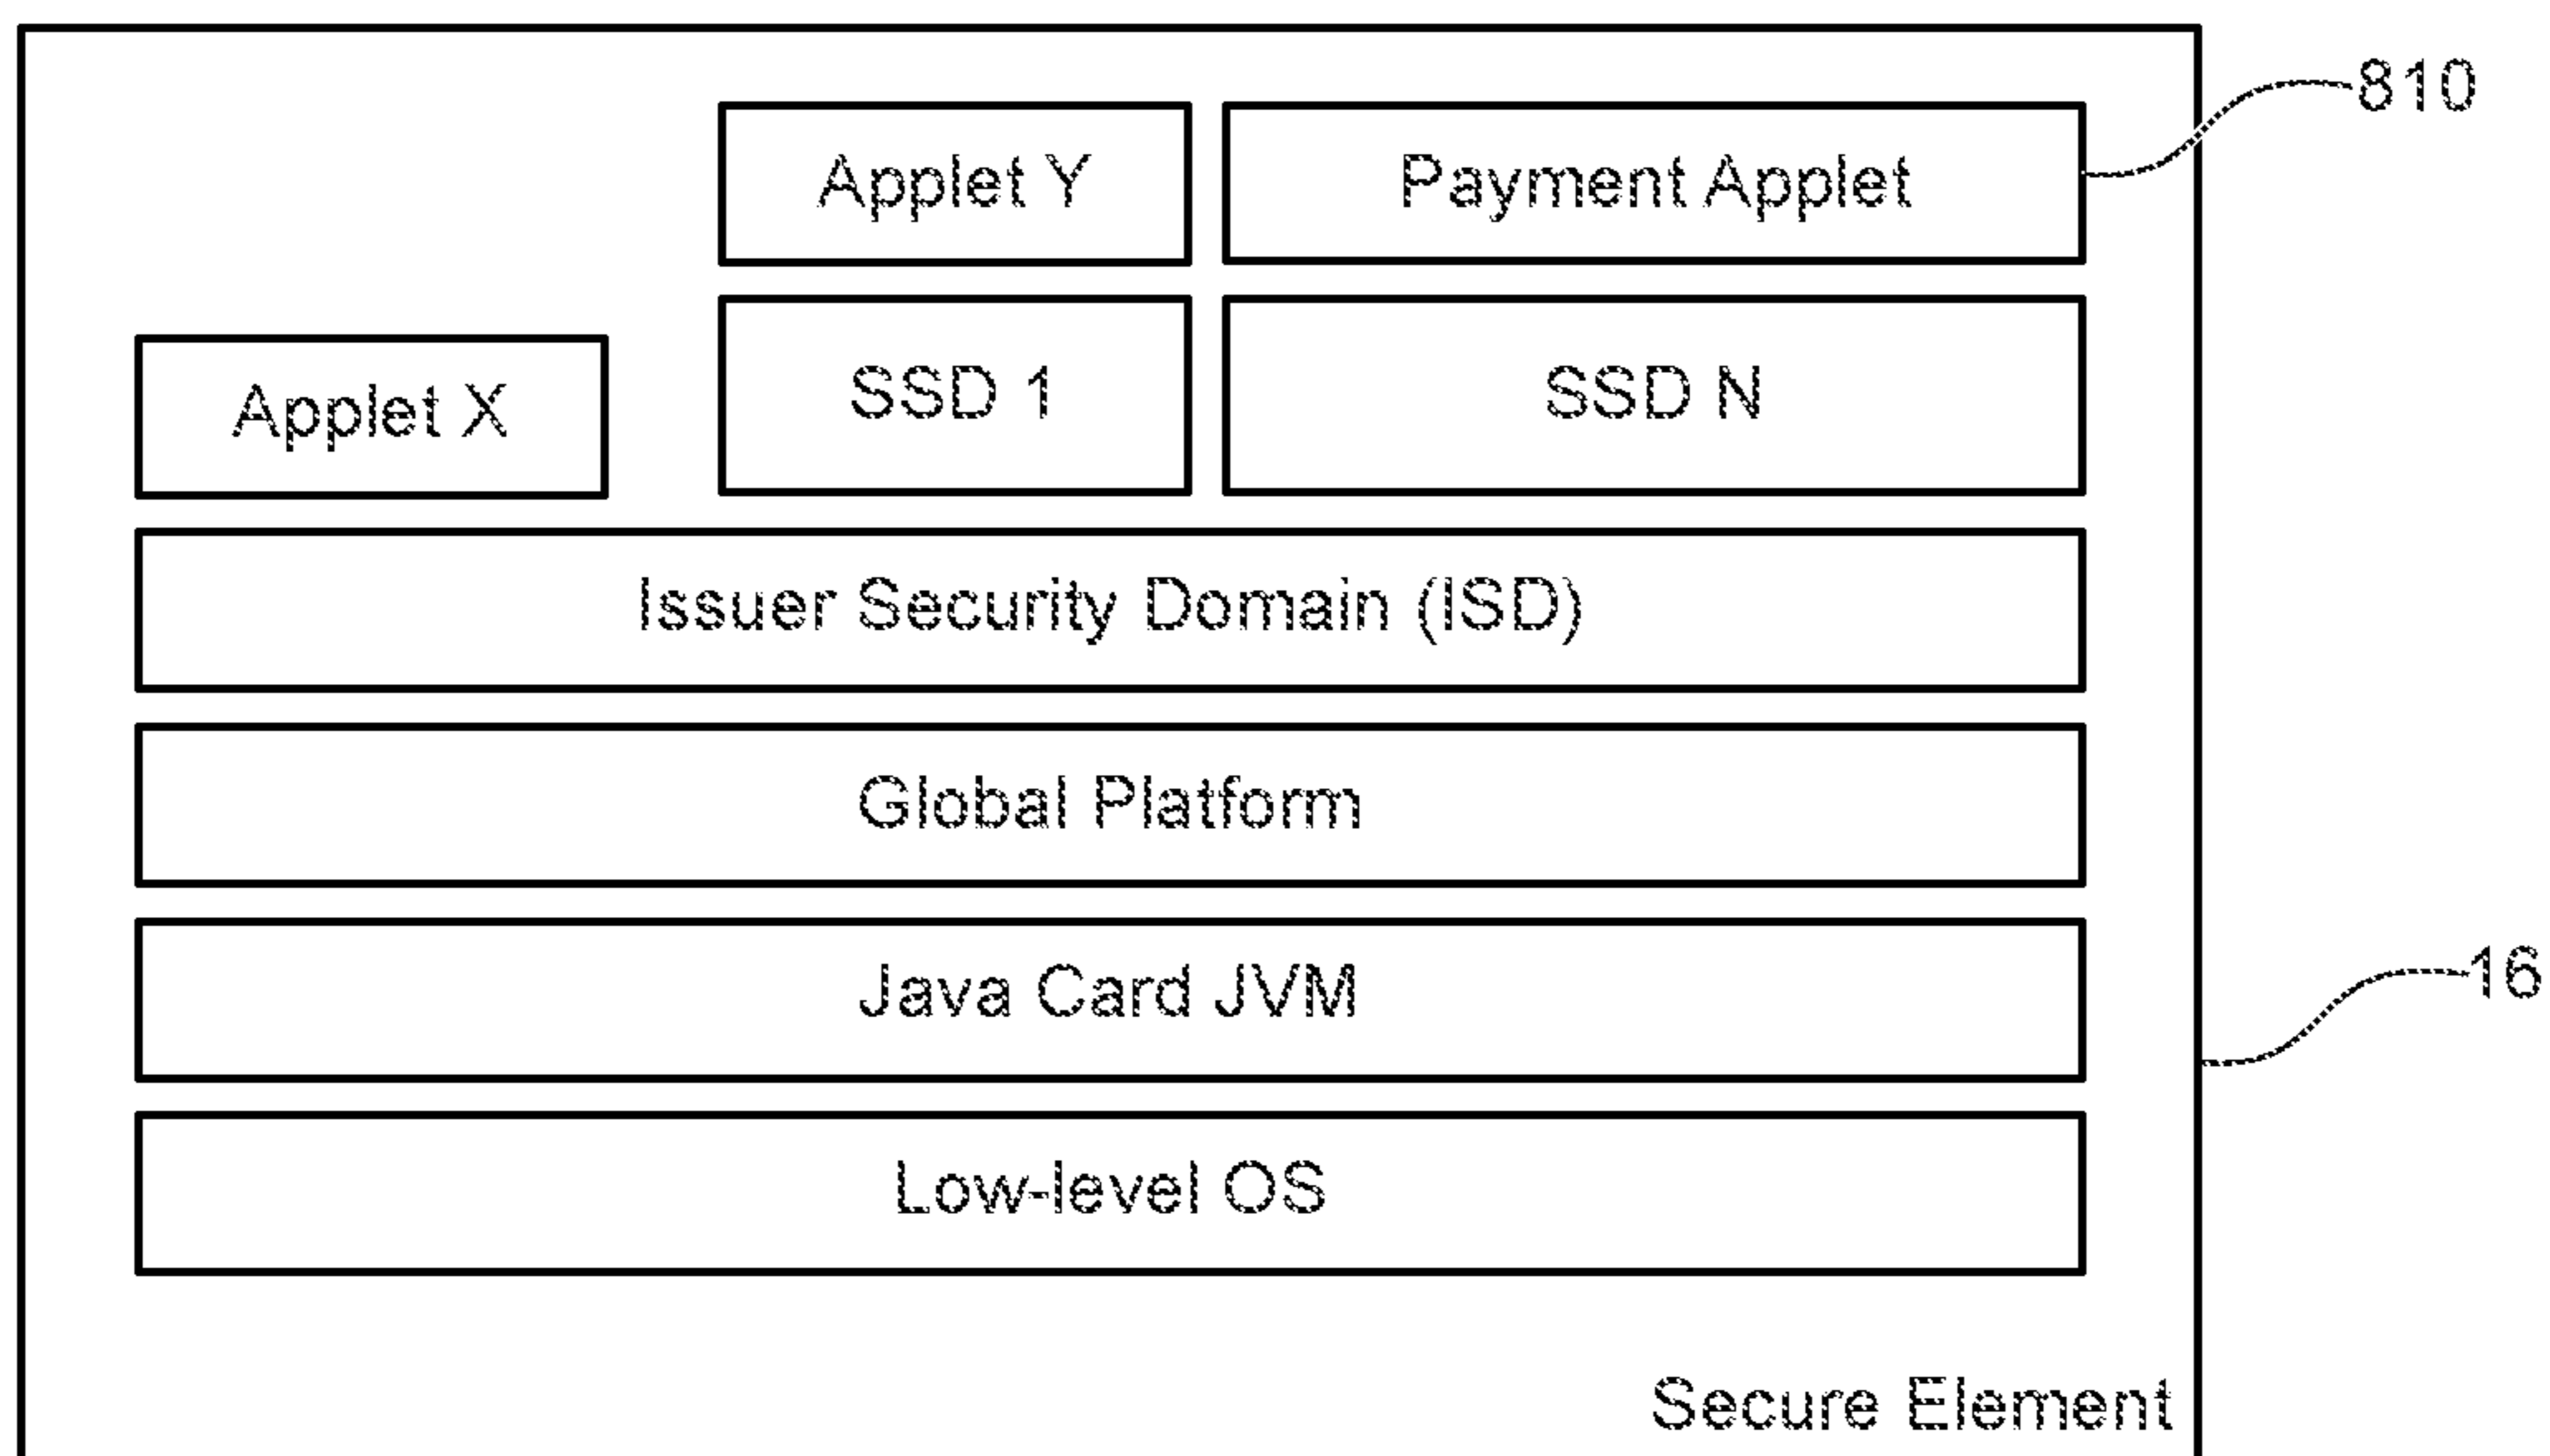 810
Applet Y
Payment Applet
Applet X
SSD 1
SSD N
Issuer Security Domain (ISD)
Global Platform
Java Card JVM
16
Low-level OS
Secure Element